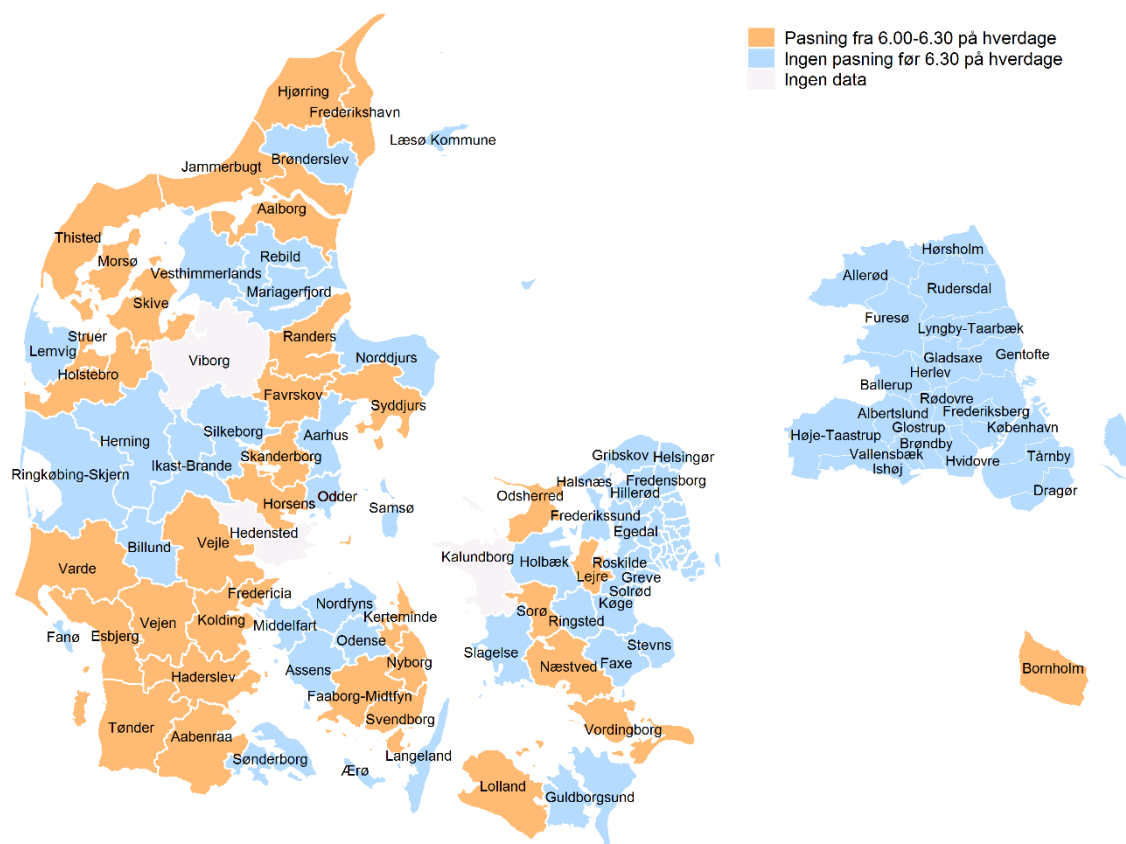 Pasning fra 6.00-6.30 på hverdage
Ingen pasning før 6.30 på hverdage
Ingen data
Hjørring
Frederikshavn
Læsø Kommune
Brønderslev
Jammerbugt
Aalborg
Thisted
Morsø
Rebild
Vesthimmerlands
Mariagerfjord
Skive
Struer
Lemvig
Holstebro
Viborg
Randers
Norddjurs
Favrskov
Syddjurs
Herning
Silkeborg
Aarhus
Skanderborg
Ikast-Brande
Ringkøbing-Skjern
Horsens
Odder
Samsø
Hedensted
Billund
Vejle
Varde
Fredericia
Vejen
Kolding
Esbjerg
Fanø
Haderslev
Tønder
Aabenraa
Sønderborg
Nordfyns
Middelfart
Kerteminde
Odense
Assens
Nyborg
Faaborg-Midtfyn
Svendborg
Langeland
Ærø
Gribskov
Helsingør
Halsnæs
Fredensborg
Hillerød
Odsherred
Frederikssund
Egedal
Kalundborg
Holbæk
Roskilde
Lejre
Greve
Solrød
Køge
Sorø
Ringsted
Slagelse
Stevns
Næstved
Faxe
Vordingborg
Lolland
Guldborgsund
Hørsholm
Allerød
Rudersdal
Furesø
Lyngby-Taarbæk
Gladsaxe
Gentofte
Herlev
Ballerup
Rødovre
Albertslund
Frederiksberg
Glostrup
København
Høje-Taastrup
Brøndby
Vallensbæk
Ishøj
Hvidovre
Tårnby
Dragør
Bornholm